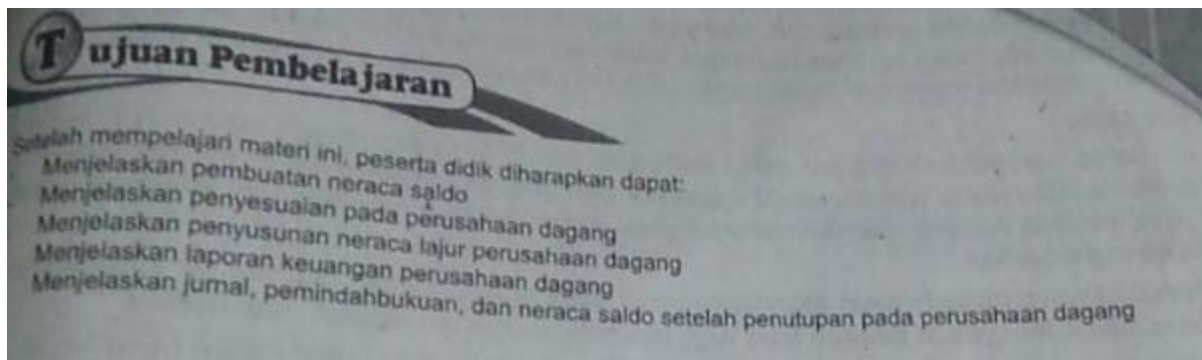 Tujuan Pembelajaran
Setelah mempelajari materi ini, peserta didik diharapkan dapat:
Menjelaskan pembuatan neraca saldo
Menjelaskan penyesuaian pada perusahaan dagang
Menjelaskan penyusunan neraca lajur perusahaan dagang
Menjelaskan laporan keuangan perusahaan dagang
Menjelaskan jurnal, pemindahbukuan, dan neraca saldo setelah penutupan pada perusahaan dagang